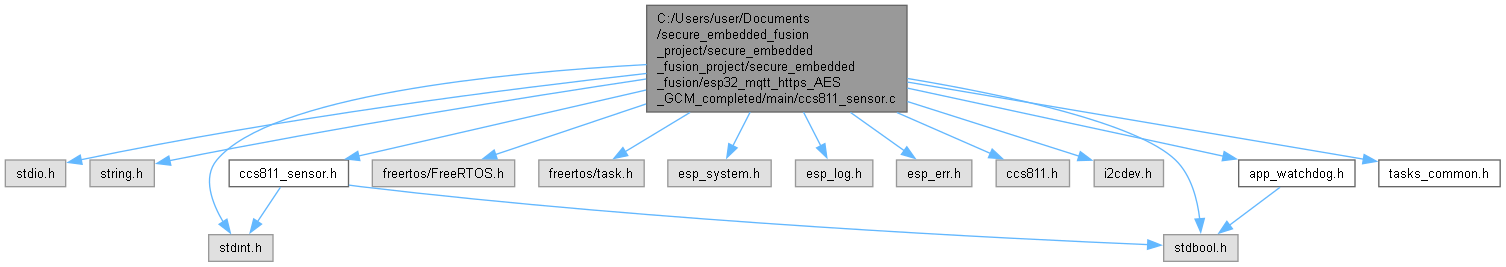 C:/Users/user/Documents
/secure_embedded_fusion
_project/secure_embedded
_fusion_project/secure_embedded
_fusion/esp32_mqtt_https_AES
_GCM_completed/main/ccs811_sensor.c
stdio.h
string.h
ccs811_sensor.h
freertos/FreeRTOS.h
freertos/task.h
esp_system.h
esp_log.h
esp_err.h
ccs811.h
i2cdev.h
app_watchdog.h
tasks_common.h
stdint.h
stdbool.h